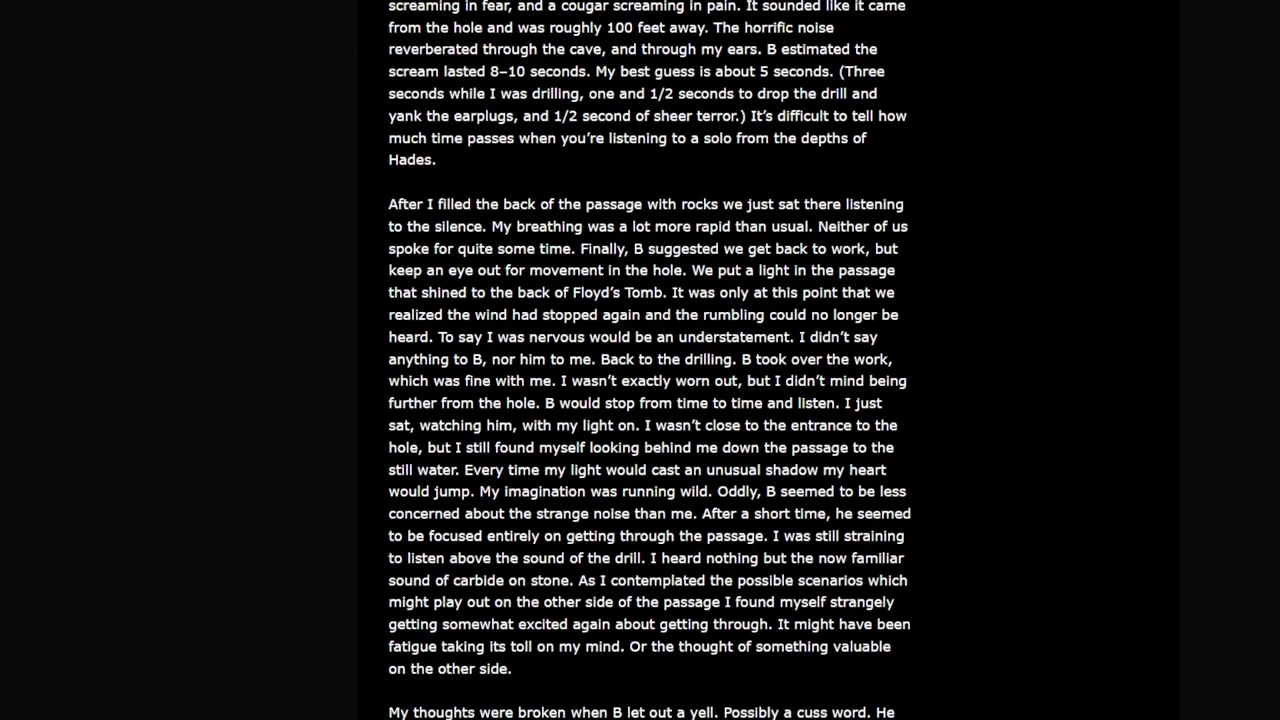 screaming in fear, and a cougar screaming in pain. It sounded like it came
from the hole and was roughly 100 feet away. The horrific noise
reverberated through the cave, and through my ears. B estimated the
scream lasted 8–10 seconds. My best guess is about 5 seconds. (Three
seconds while I was drilling, one and 1/2 seconds to drop the drill and
yank the earplugs, and 1/2 second of sheer terror.) It’s difficult to tell how
much time passes when you’re listening to a solo from the depths of
Hades.
After I filled the back of the passage with rocks we just sat there listening
to the silence. My breathing was a lot more rapid than usual. Neither of us
spoke for quite some time. Finally, B suggested we get back to work, but
keep an eye out for movement in the hole. We put a light in the passage
that shined to the back of Floyd’s Tomb. It was only at this point that we
realized the wind had stopped again and the rumbling could no longer be
heard. To say I was nervous would be an understatement. I didn’t say
anything to B, nor him to me. Back to the drilling. B took over the work,
which was fine with me. I wasn’t exactly worn out, but I didn’t mind being
further from the hole. B would stop from time to time and listen. I just
sat, watching him, with my light on. I wasn’t close to the entrance to the
hole, but I still found myself looking behind me down the passage to the
still water. Every time my light would cast an unusual shadow my heart
would jump. My imagination was running wild. Oddly, B seemed to be less
concerned about the strange noise than me. After a short time, he seemed
to be focused entirely on getting through the passage. I was still straining
to listen above the sound of the drill. I heard nothing but the now familiar
sound of carbide on stone. As I contemplated the possible scenarios which
might play out on the other side of the passage I found myself strangely
getting somewhat excited again about getting through. It might have been
fatigue taking its toll on my mind. Or the thought of something valuable
on the other side.
My thoughts were broken when B let out a yell. Possibly a cuss word. He